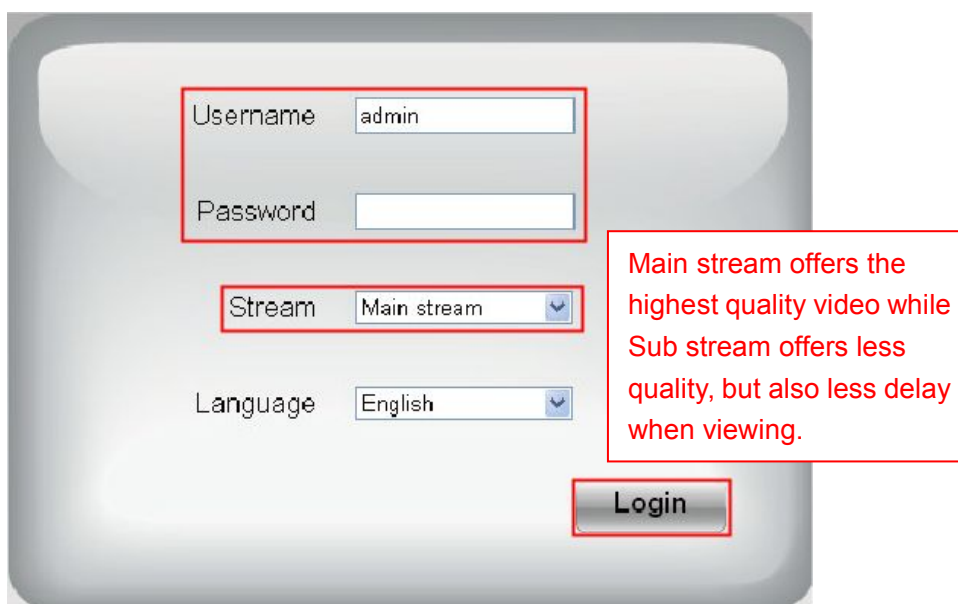 Username admin
Password
Stream Main stream
Language English
Main stream offers the
highest quality video while
Sub stream offers less
quality, but also less delay
when viewing.
Login